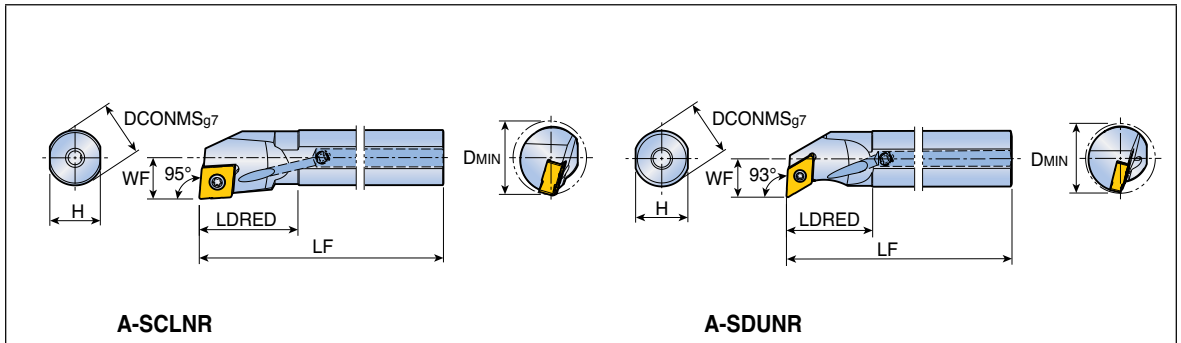 DCONMSg7
WF
95°
H
LDRED
LF
DMIN
A-SCLNR
DCONMSg7
WF
93°
H
LDRED
LF
DMIN
A-SDUNR